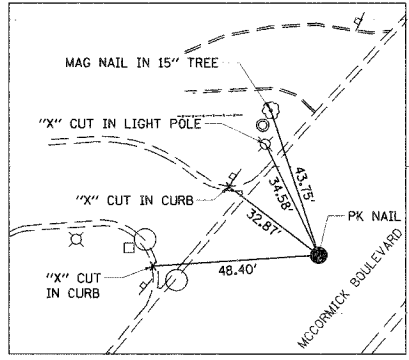 MAG NAIL IN 15" TREE
"X" CUT IN LIGHT POLE
43.75'
34.58'
"X" CUT IN CURB
32.87'
PK NAIL
48.40'
"X" CUT
IN CURB
MCCORMICK BOULEVARD